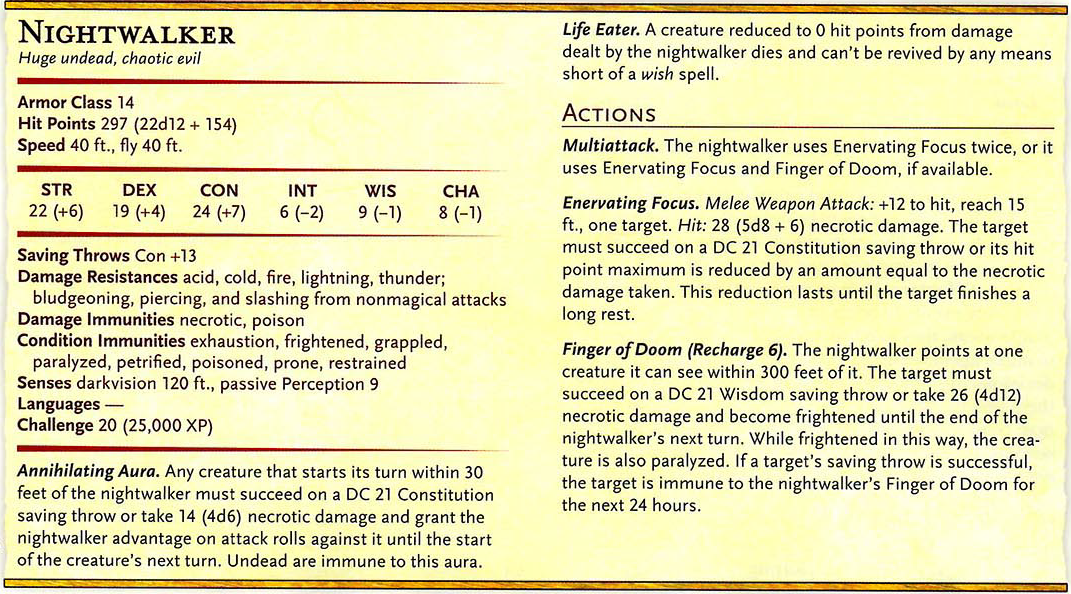 NIGHTWALKER
Huge undead, chaotic evil
Armor Class 14
Hit Points 297 (22d12 + 154)
Speed 40 ft., fly 40 ft.
STR DEX CON INT WIS CHA
22 (+6) 19 (+4) 24 (+7) 6 (–2) 9 (–1) 8 (–1)
Saving Throws Con +13
Damage Resistances acid, cold, fire, lightning, thunder;
bludgeoning, piercing, and slashing from nonmagical attacks
Damage Immunities necrotic, poison
Condition Immunities exhaustion, frightened, grappled,
paralyzed, petrified, poisoned, prone, restrained
Senses darkvision 120 ft., passive Perception 9
Languages —
Challenge 20 (25,000 XP)
Annihilating Aura. Any creature that starts its turn within 30
feet of the nightwalker must succeed on a DC 21 Constitution
saving throw or take 14 (4d6) necrotic damage and grant the
nightwalker advantage on attack rolls against it until the start
of the creature's next turn. Undead are immune to this aura.
Life Eater. A creature reduced to 0 hit points from damage
dealt by the nightwalker dies and can't be revived by any means
short of a wish spell.
ACTIONS
Multiattack. The nightwalker uses Enervating Focus twice, or it
uses Enervating Focus and Finger of Doom, if available.
Enervating Focus. Melee Weapon Attack: +12 to hit, reach 15
ft., one target. Hit: 28 (5d8 + 6) necrotic damage. The target
must succeed on a DC 21 Constitution saving throw or its hit
point maximum is reduced by an amount equal to the necrotic
damage taken. This reduction lasts until the target finishes a
long rest.
Finger of Doom (Recharge 6). The nightwalker points at one
creature it can see within 300 feet of it. The target must
succeed on a DC 21 Wisdom saving throw or take 26 (4d12)
necrotic damage and become frightened until the end of the
nightwalker's next turn. While frightened in this way, the crea-
ture is also paralyzed. If a target's saving throw is successful,
the target is immune to the nightwalker's Finger of Doom for
the next 24 hours.